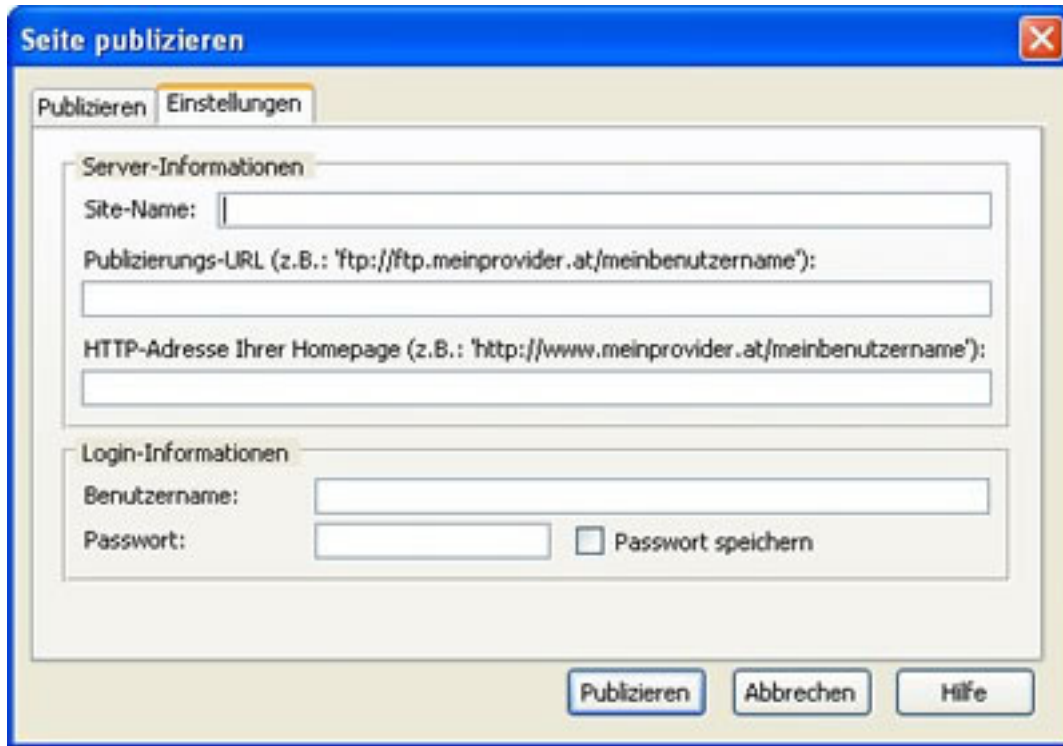 Seite publizieren
Publizieren Einstellungen
Server-Informationen
Site-Name:
Publizierungs-URL (z.B.: 'ftp://ftp.meinprovider.at/meinbenutzername'):
HTTP-Adresse Ihrer Homepage (z.B.: 'http://www.meinprovider.at/meinbenutzername'):
Login-Informationen
Benutzername:
Passwort: Passwort speichern
Publizieren Abbrechen Hilfe